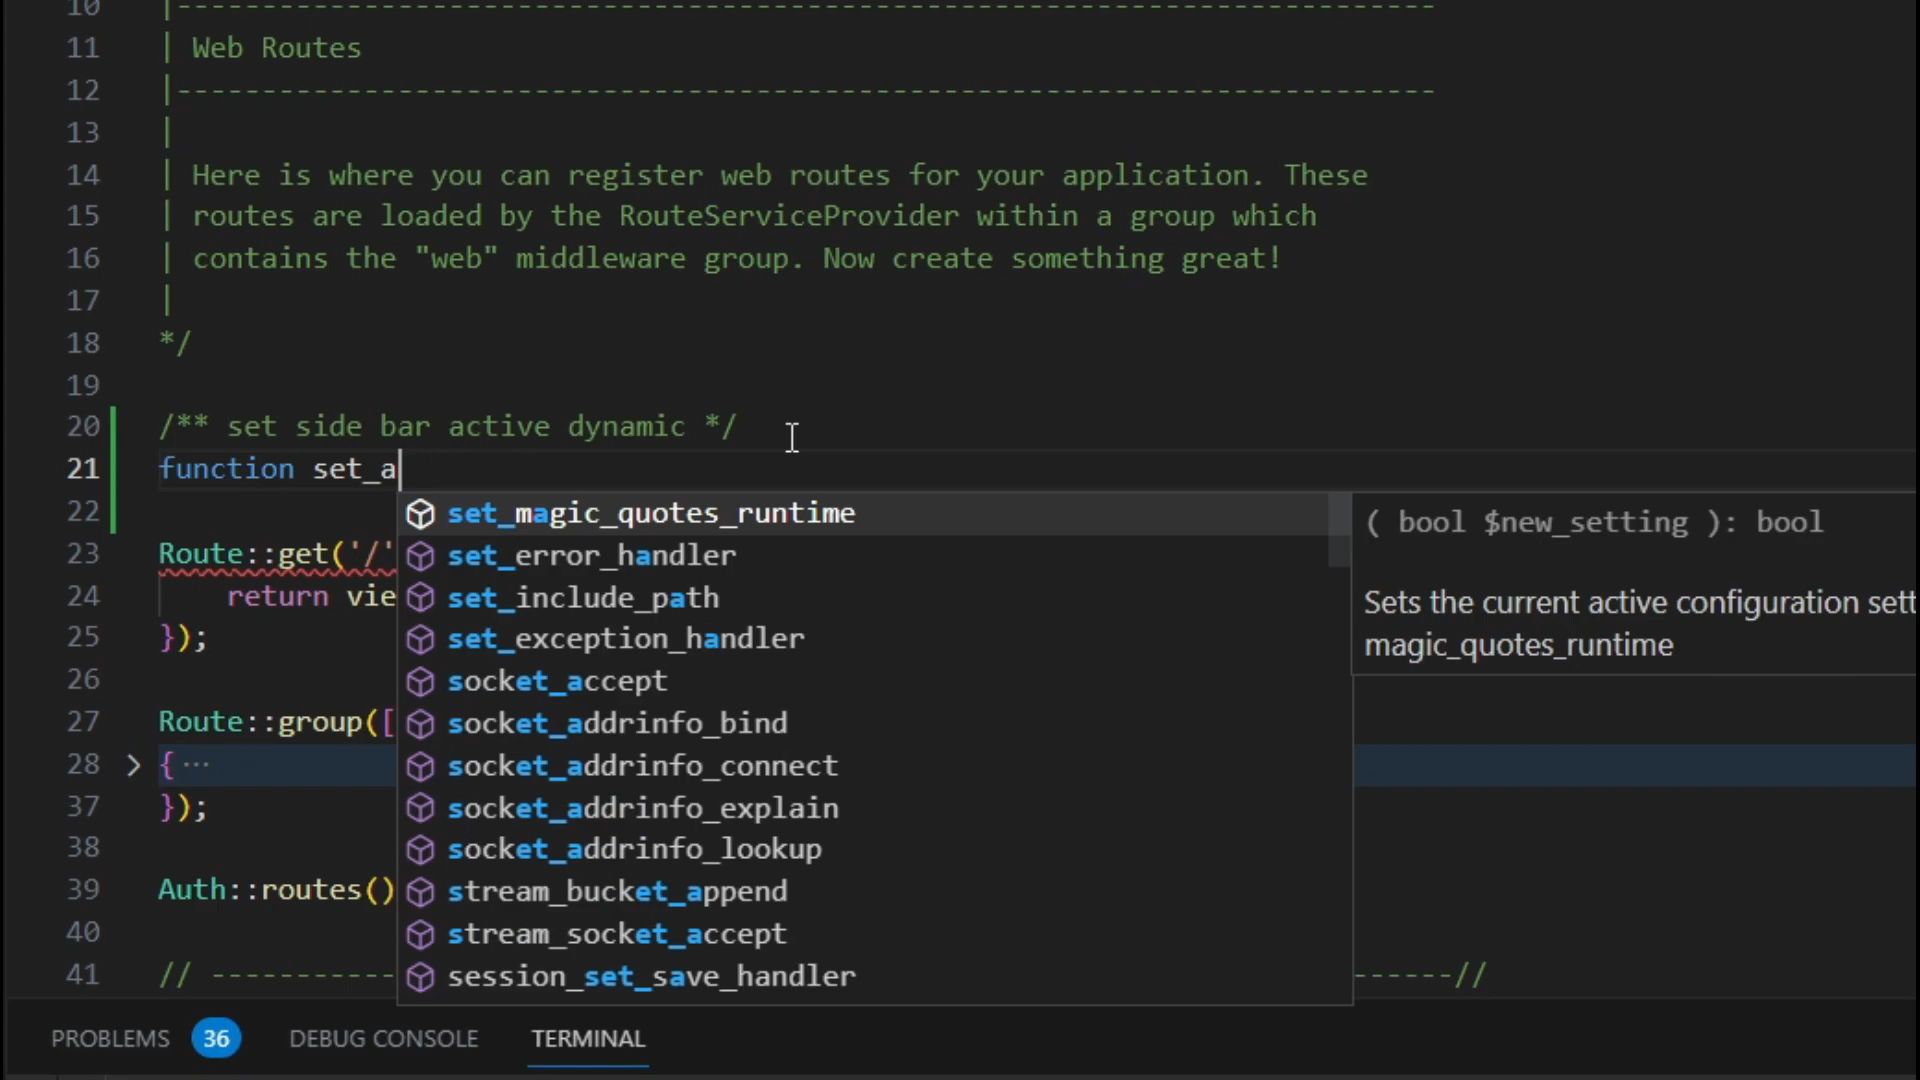 10 |--------------------------------------------------------------------------
11 | Web Routes
12 |--------------------------------------------------------------------------
13 |
14 | Here is where you can register web routes for your application. These
15 | routes are loaded by the RouteServiceProvider within a group which
16 | contains the "web" middleware group. Now create something great!
17 |
18 */
19
20 /** set side bar active dynamic */
21 function set_a
22 set_magic_quotes_runtime ( bool $new_setting ): bool
set_error_handler
23 Route::get('/'
set_include_path Sets the current active configuration sett
24 return vie
magic_quotes_runtime
25 });
set_exception_handler
26 socket_accept
27 Route::group([
socket_addrinfo_bind
28 { ···
socket_addrinfo_connect
37 });
socket_addrinfo_explain
38 socket_addrinfo_lookup
39 Auth::routes()
stream_bucket_append
40 stream_socket_accept
41 // -----------
session_set_save_handler
------//
PROBLEMS 36 DEBUG CONSOLE TERMINAL